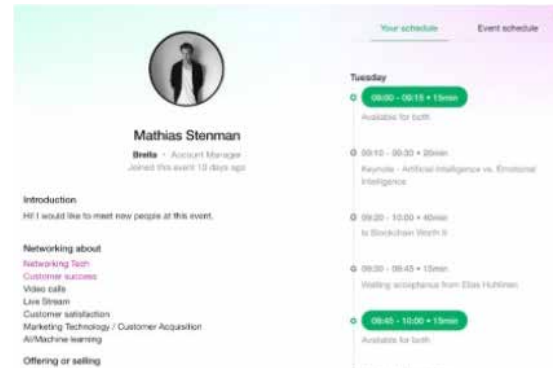 Your schedule
Event schedule
Mathias Stenman
Brella • Account Manager
Joined this event 10 days ago
Introduction
Hi! I would like to meet new people at this event.
Networking about
Networking Tech
Customer success
Video calls
Live Stream
Customer satisfaction
Marketing Technology / Customer Acquisition
AI/Machine learning
Offering or selling
Tuesday
09:00 - 09:15 • 15min
Available for both
09:10 - 09:30 • 20min
Keynote - Artificial Intelligence vs. Emotional
Intelligence
09:20 - 10:00 • 40min
Is Blockchain Worth It
09:30 - 09:45 • 15min
Waiting acceptance from Elias
09:45 - 10:00 • 15min
Available for both